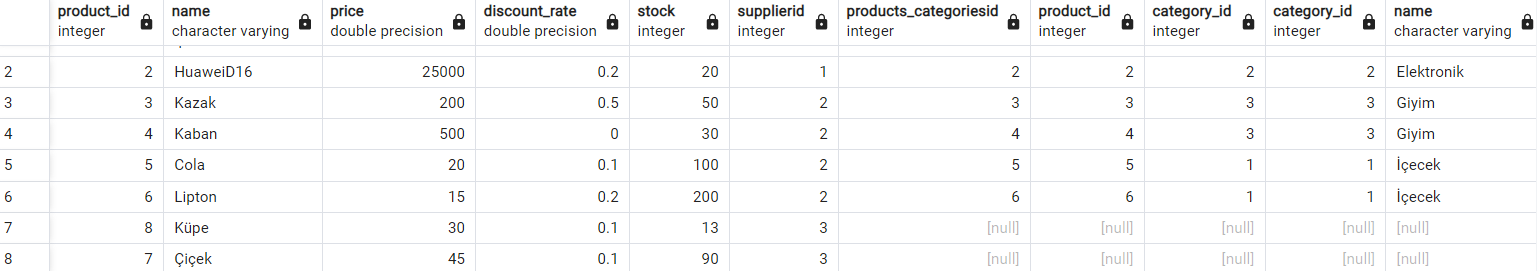 product_id name price discount_rate stock supplierid products_categoriesid product_id category_id category_id name
integer character varying double precision double precision integer integer integer integer integer integer character varying
2 2 HuaweiD16 25000 0.2 20 1 2 2 2 2 Elektronik
3 3 Kazak 200 0.5 50 2 3 3 3 3 Giyim
4 4 Kaban 500 0 30 2 4 4 3 3 Giyim
5 5 Cola 20 0.1 100 2 5 5 1 1 İçecek
6 6 Lipton 15 0.2 200 2 6 6 1 1 İçecek
7 8 Küpe 30 0.1 13 3 [null] [null] [null] [null] [null]
8 7 Çiçek 45 0.1 90 3 [null] [null] [null] [null] [null]